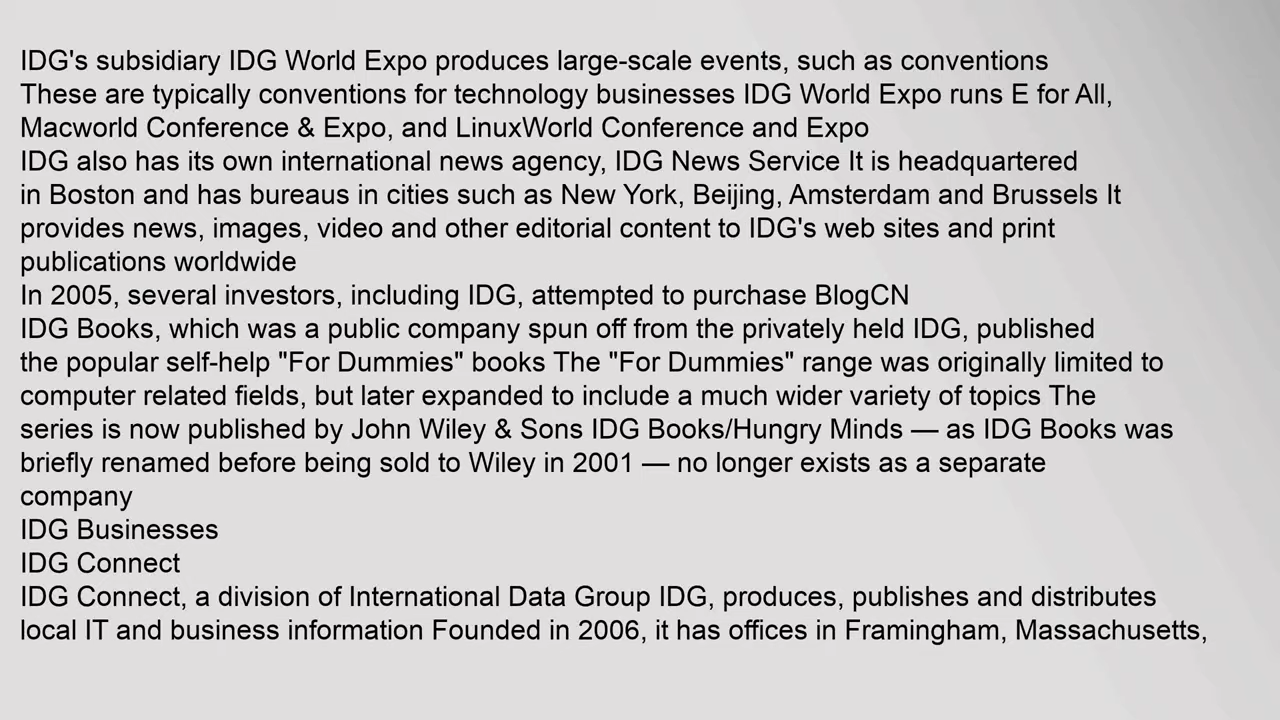 IDG's subsidiary IDG World Expo produces large-scale events, such as conventions
These are typically conventions for technology businesses IDG World Expo runs E for All,
Macworld Conference & Expo, and LinuxWorld Conference and Expo
IDG also has its own international news agency, IDG News Service It is headquartered
in Boston and has bureaus in cities such as New York, Beijing, Amsterdam and Brussels It
provides news, images, video and other editorial content to IDG's web sites and print
publications worldwide
In 2005, several investors, including IDG, attempted to purchase BlogCN
IDG Books, which was a public company spun off from the privately held IDG, published
the popular self-help "For Dummies" books The "For Dummies" range was originally limited to
computer related fields, but later expanded to include a much wider variety of topics The
series is now published by John Wiley & Sons IDG Books/Hungry Minds — as IDG Books was
briefly renamed before being sold to Wiley in 2001 — no longer exists as a separate
company
IDG Businesses
IDG Connect
IDG Connect, a division of International Data Group IDG, produces, publishes and distributes
local IT and business information Founded in 2006, it has offices in Framingham, Massachusetts,